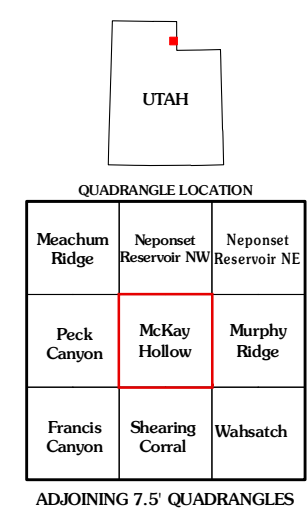 UTAH
QUADRANGLE LOCATION
Meachum
Ridge
Neponset
Reservoir NW
Neponset
Reservoir NE
Peck
Canyon
McKay
Hollow
Murphy
Ridge
Francis
Canyon
Shearing
Corral
Wahsatch
ADJOINING 7.5' QUADRANGLES